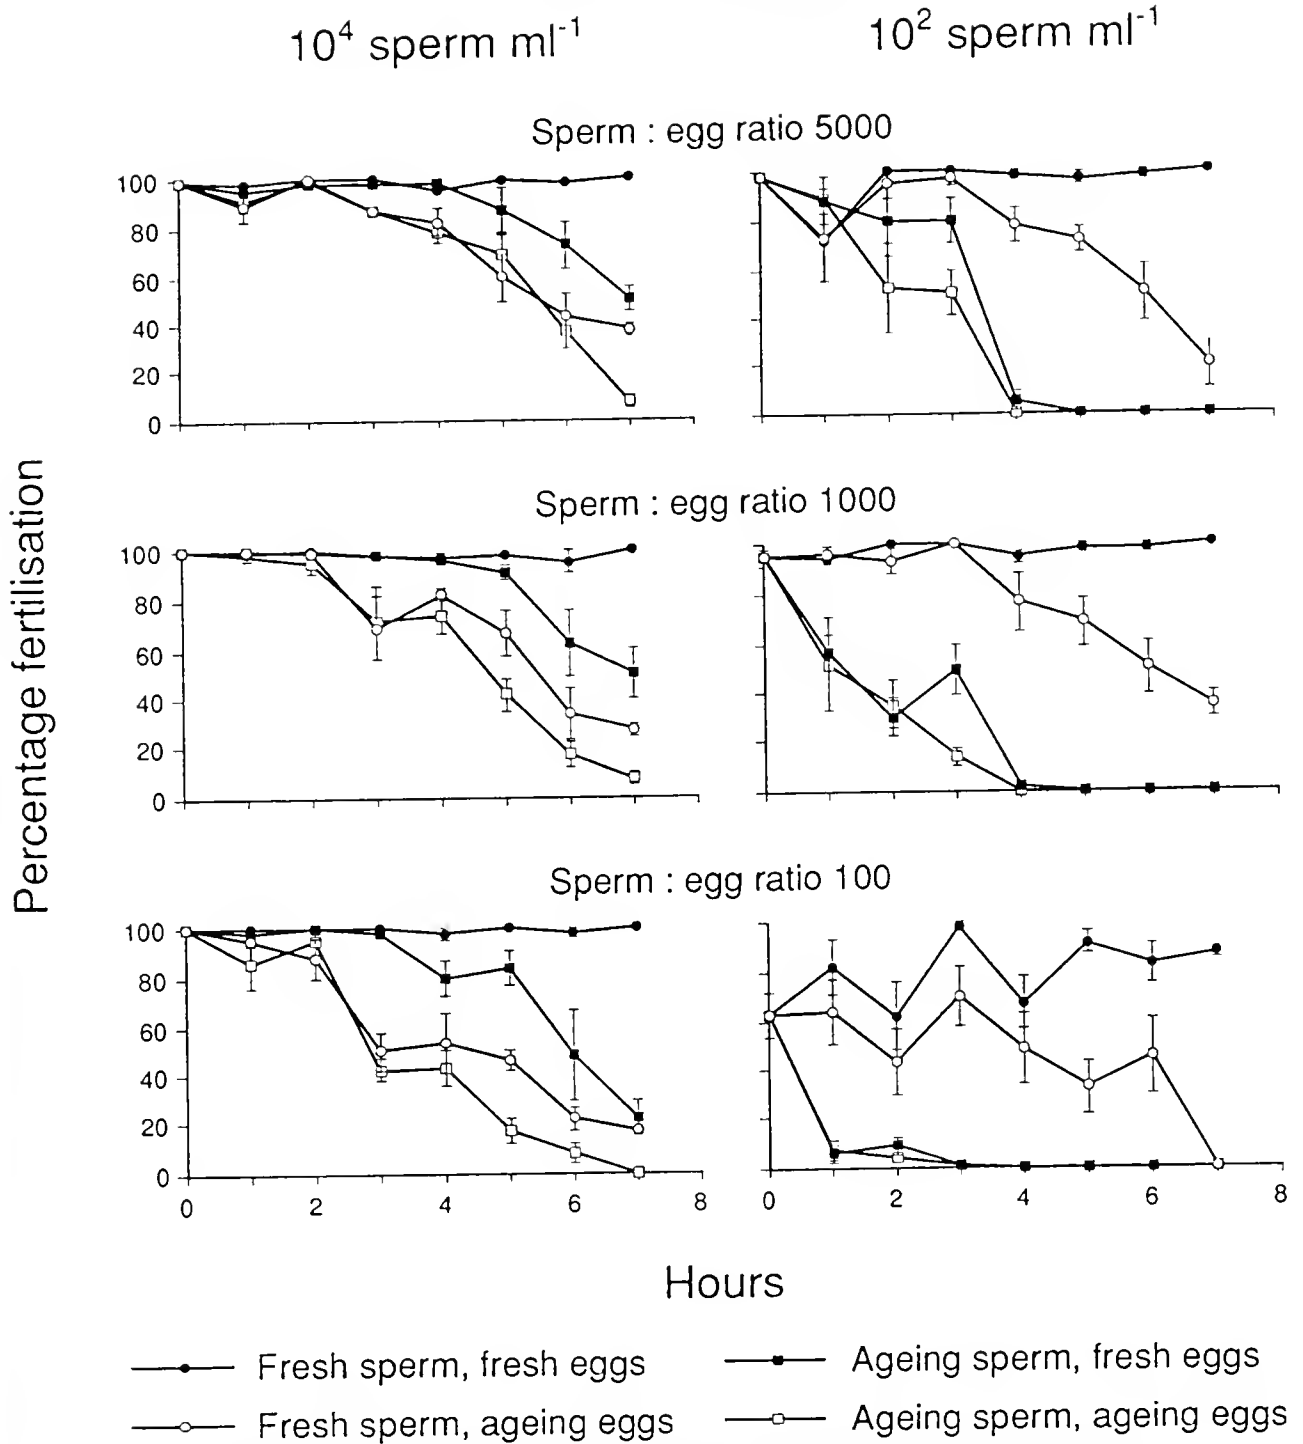 10⁴ sperm ml⁻¹
10² sperm ml⁻¹
Sperm : egg ratio 5000
100
80
60
40
20
0
Sperm : egg ratio 1000
100
80
60
40
20
0
Sperm : egg ratio 100
100
80
60
40
20
0
0 2 4 6 8
0 2 4 6 8
Percentage fertilisation
Hours
Fresh sperm, fresh eggs
Ageing sperm, fresh eggs
Fresh sperm, ageing eggs
Ageing sperm, ageing eggs